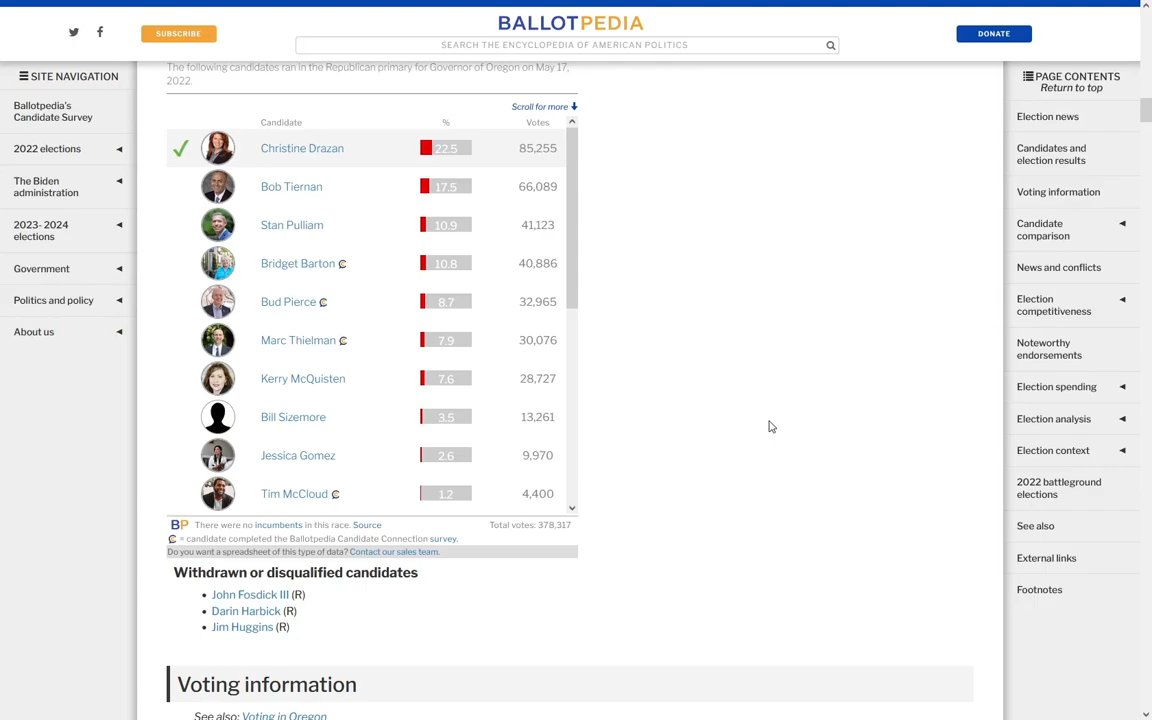 BALLOTPEDIA
SUBSCRIBE
SEARCH THE ENCYCLOPEDIA OF AMERICAN POLITICS
DONATE
SITE NAVIGATION
Ballotpedia's
Candidate Survey
2022 elections
The Biden
administration
2023- 2024
elections
Government
Politics and policy
About us
The following candidates ran in the Republican primary for Governor of Oregon on May 17,
2022.
Scroll for more
Candidate % Votes
Christine Drazan 22.5 85,255
Bob Tiernan 17.5 66,089
Stan Pulliam 10.9 41,123
Bridget Barton 10.8 40,886
Bud Pierce 8.7 32,965
Marc Thielman 7.9 30,076
Kerry McQuisten 7.6 28,727
Bill Sizemore 3.5 13,261
Jessica Gomez 2.6 9,970
Tim McCloud 1.2 4,400
BP There were no incumbents in this race. Source Total votes: 378,317
= candidate completed the Ballotpedia Candidate Connection survey.
Do you want a spreadsheet of this type of data? Contact our sales team.
Withdrawn or disqualified candidates
• John Fosdick III (R)
• Darin Harbick (R)
• Jim Huggins (R)
Voting information
See also: Voting in Oregon
PAGE CONTENTS
Return to top
Election news
Candidates and
election results
Voting information
Candidate
comparison
News and conflicts
Election
competitiveness
Noteworthy
endorsements
Election spending
Election analysis
Election context
2022 battleground
elections
See also
External links
Footnotes